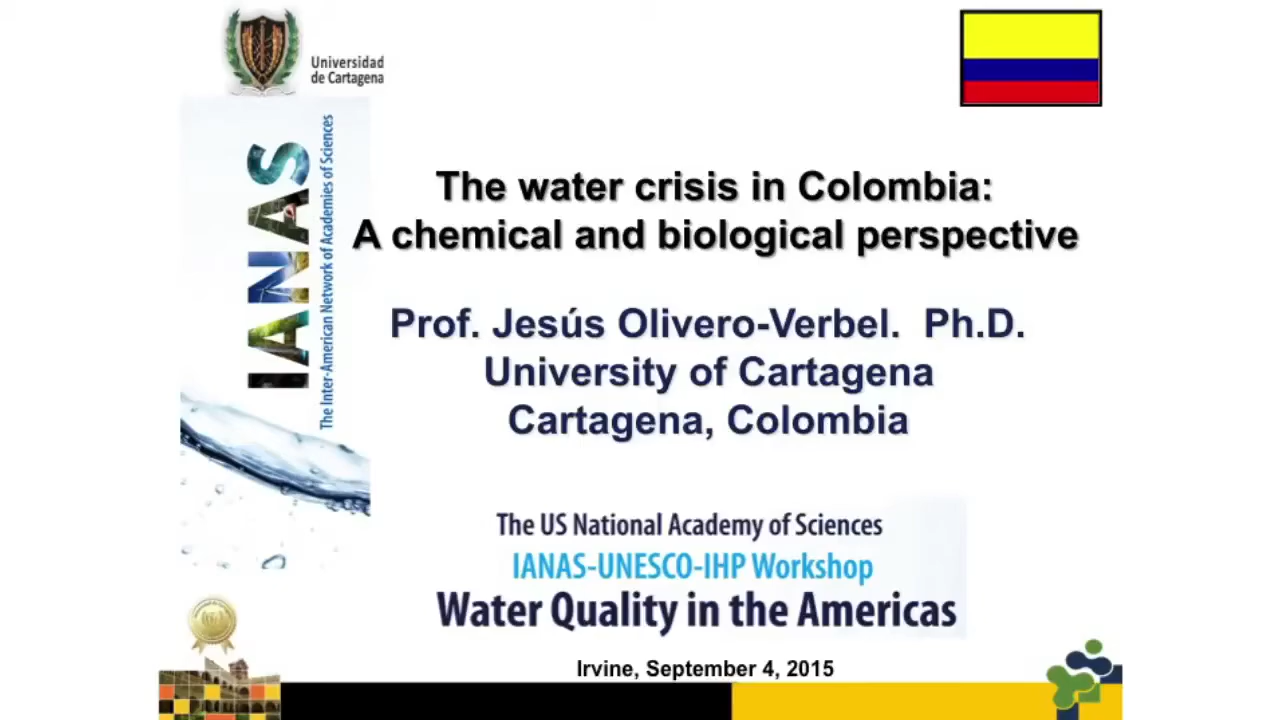 Universidad
de Cartagena
IANAS
The Inter-American Network of Academies of Sciences
The water crisis in Colombia:
A chemical and biological perspective
Prof. Jesús Olivero-Verbel. Ph.D.
University of Cartagena
Cartagena, Colombia
The US National Academy of Sciences
IANAS-UNESCO-IHP Workshop
Water Quality in the Americas
Irvine, September 4, 2015